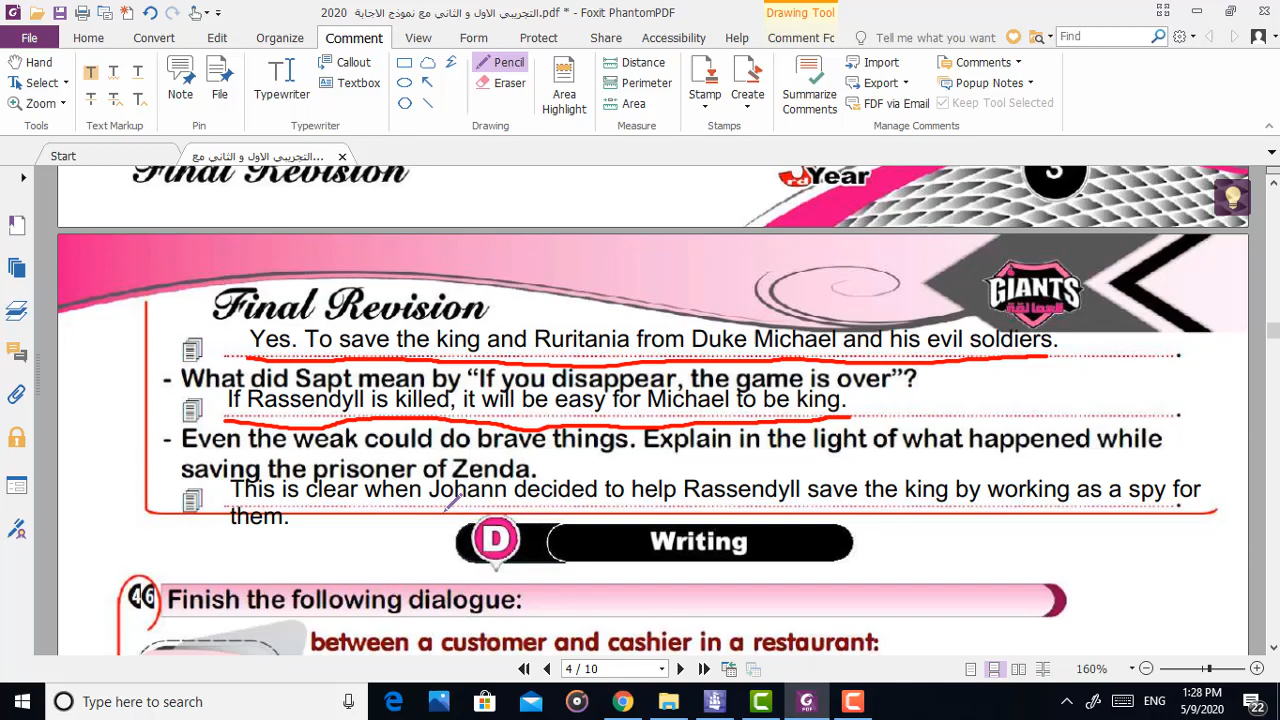 التجريبي الاول و الثاني مع نموذج الاجابة 2020.pdf * - Foxit PhantomPDF
Drawing Tool
File Home Convert Edit Organize Comment View Form Protect Share Accessibility Help Comment Fc Tell me what you want Find
Hand
Select
Zoom
Tools
Text Markup
Note
File
Pin
Typewriter
Callout
Textbox
Typewriter
Pencil
Eraser
Area Highlight
Drawing
Distance
Perimeter
Area
Measure
Stamp
Create
Stamps
Summarize Comments
Import
Export
FDF via Email
Comments
Popup Notes
Keep Tool Selected
Manage Comments
Start
التجريبي الاول و الثاني مع...
Final Revision
rd Year
3
Final Revision
GIANTS
العمالقة
Yes. To save the king and Ruritania from Duke Michael and his evil soldiers.
- What did Sapt mean by “If you disappear, the game is over”?
If Rassendyll is killed, it will be easy for Michael to be king.
- Even the weak could do brave things. Explain in the light of what happened while
saving the prisoner of Zenda.
This is clear when Johann decided to help Rassendyll save the king by working as a spy for
them.
D Writing
46 Finish the following dialogue:
between a customer and cashier in a restaurant:
4 / 10
160%
Type here to search
ENG
1:28 PM
5/9/2020
22